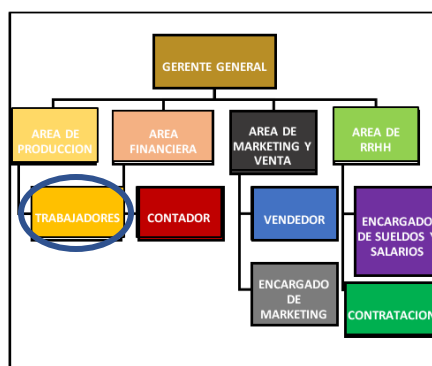 GERENTE GENERAL
AREA DE
PRODUCCION
AREA
FINANCIERA
AREA DE
MARKETING Y
VENTA
AREA DE
RRHH
TRABAJADORES
CONTADOR
VENDEDOR
ENCARGADO
DE SUELDOS Y
SALARIOS
ENCARGADO
DE
MARKETING
CONTRATACION